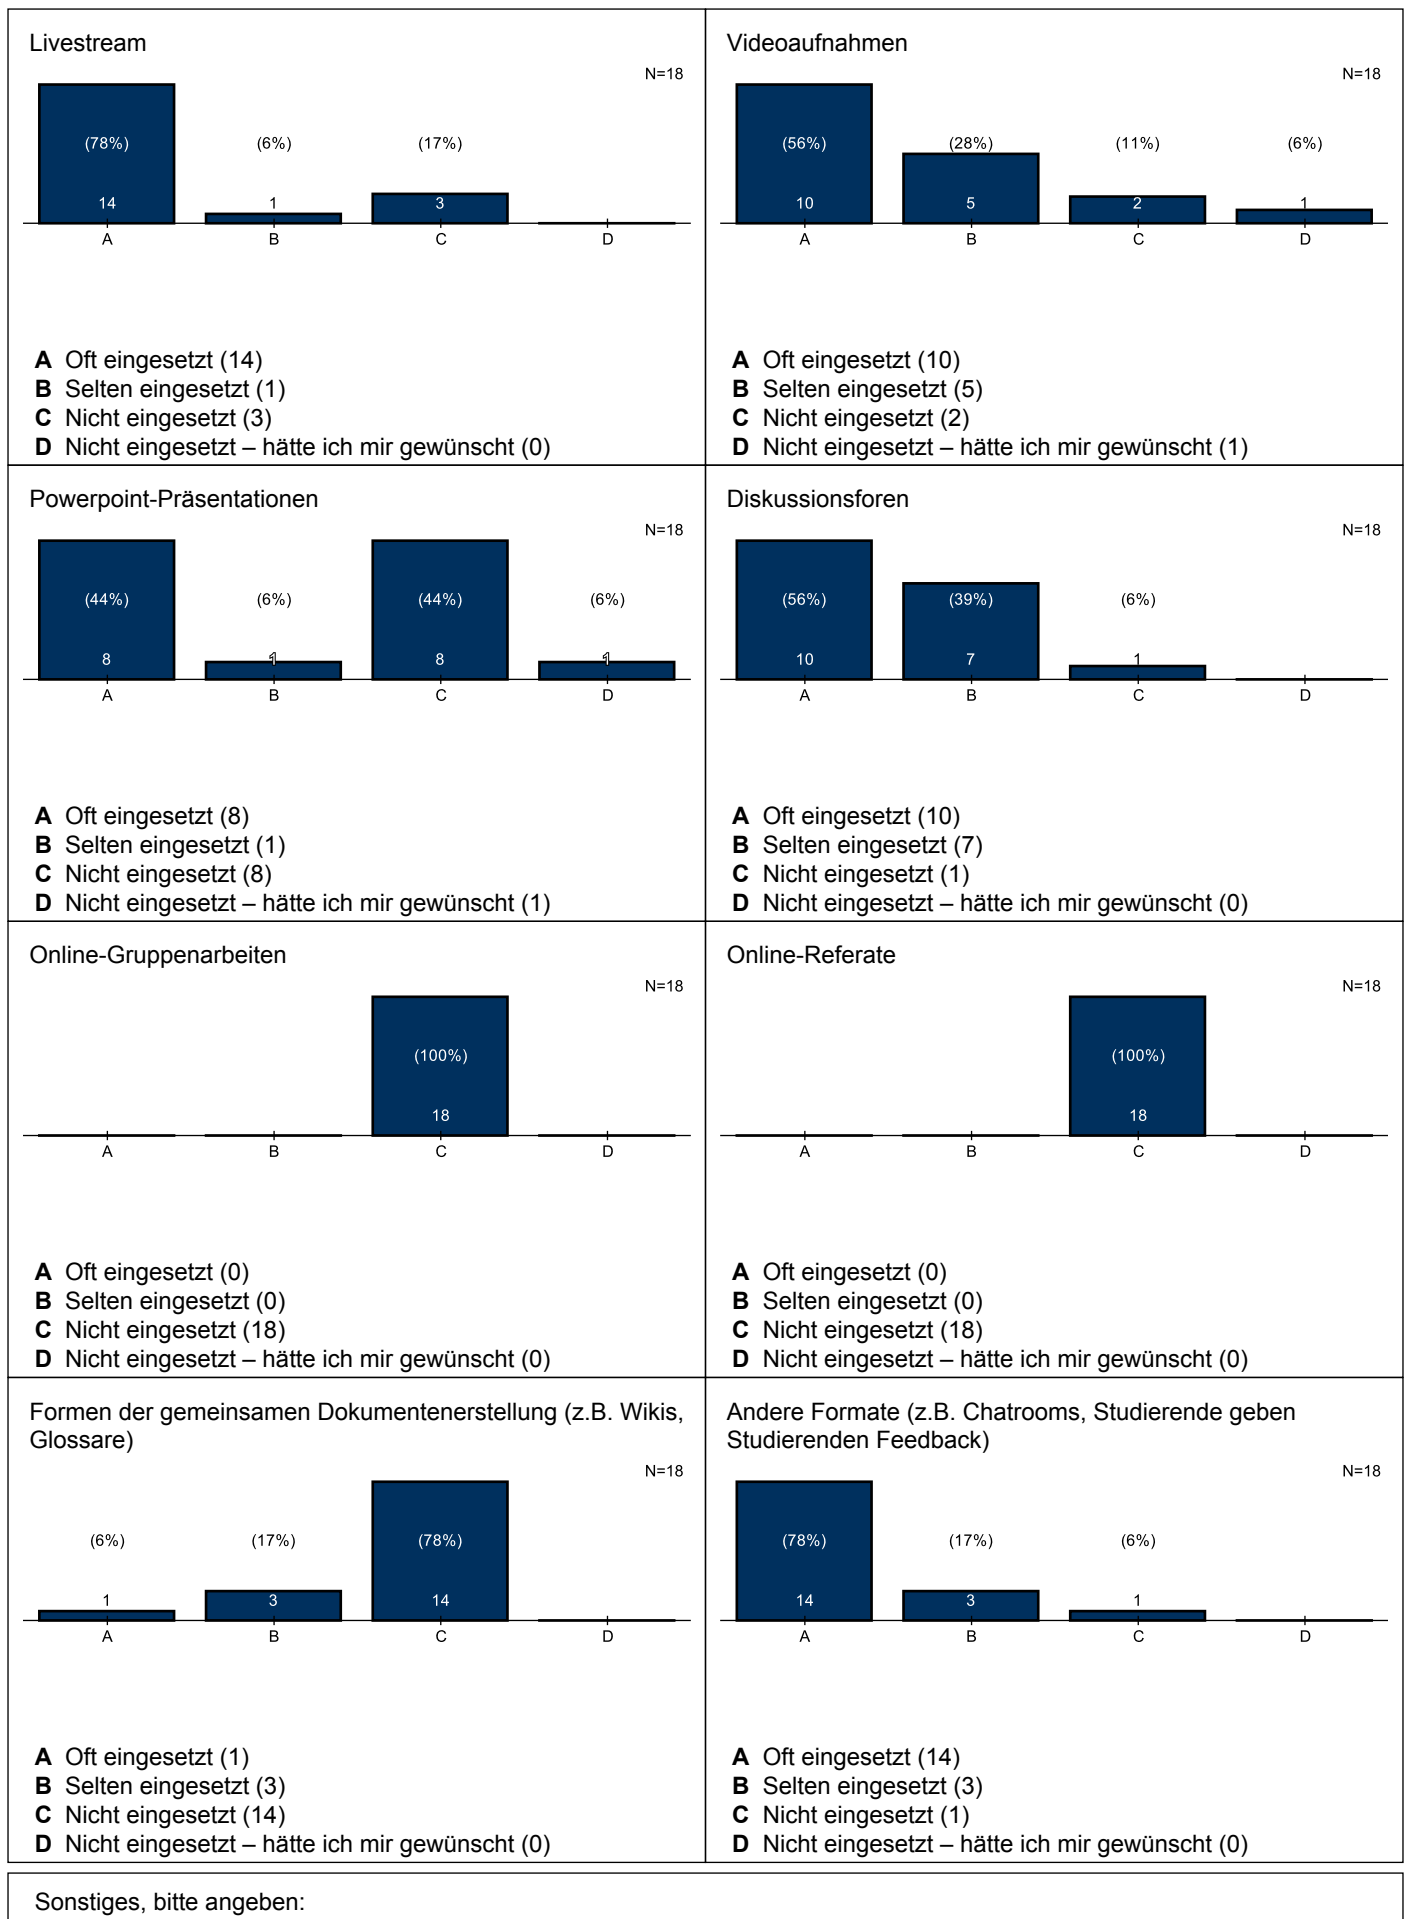 Livestream
N=18
(78%) (6%) (17%)
14 1 3
A B C D
A Oft eingesetzt (14)
B Selten eingesetzt (1)
C Nicht eingesetzt (3)
D Nicht eingesetzt – hätte ich mir gewünscht (0)
Videoaufnahmen
N=18
(56%) (28%) (11%) (6%)
10 5 2 1
A B C D
A Oft eingesetzt (10)
B Selten eingesetzt (5)
C Nicht eingesetzt (2)
D Nicht eingesetzt – hätte ich mir gewünscht (1)
Powerpoint-Präsentationen
N=18
(44%) (6%) (44%) (6%)
8 1 8 1
A B C D
A Oft eingesetzt (8)
B Selten eingesetzt (1)
C Nicht eingesetzt (8)
D Nicht eingesetzt – hätte ich mir gewünscht (1)
Diskussionsforen
N=18
(56%) (39%) (6%)
10 7 1
A B C D
A Oft eingesetzt (10)
B Selten eingesetzt (7)
C Nicht eingesetzt (1)
D Nicht eingesetzt – hätte ich mir gewünscht (0)
Online-Gruppenarbeiten
N=18
(100%)
18
A B C D
A Oft eingesetzt (0)
B Selten eingesetzt (0)
C Nicht eingesetzt (18)
D Nicht eingesetzt – hätte ich mir gewünscht (0)
Online-Referate
N=18
(100%)
18
A B C D
A Oft eingesetzt (0)
B Selten eingesetzt (0)
C Nicht eingesetzt (18)
D Nicht eingesetzt – hätte ich mir gewünscht (0)
Formen der gemeinsamen Dokumentenerstellung (z.B. Wikis,
Glossare)
N=18
(6%) (17%) (78%)
1 3 14
A B C D
A Oft eingesetzt (1)
B Selten eingesetzt (3)
C Nicht eingesetzt (14)
D Nicht eingesetzt – hätte ich mir gewünscht (0)
Andere Formate (z.B. Chatrooms, Studierende geben
Studierenden Feedback)
N=18
(78%) (17%) (6%)
14 3 1
A B C D
A Oft eingesetzt (14)
B Selten eingesetzt (3)
C Nicht eingesetzt (1)
D Nicht eingesetzt – hätte ich mir gewünscht (0)
Sonstiges, bitte angeben: